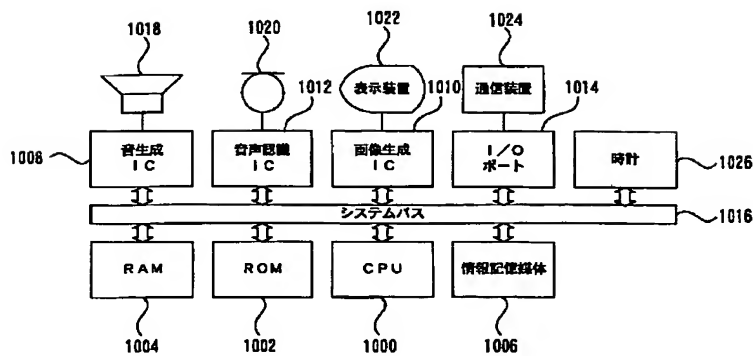 1018
1020
1022
1024
表示装置
通信装置
1012
1010
1014
1008
音生成
IC
音声認識
IC
画像生成
IC
I/O
ポート
時計
1026
システムバス
1016
RAM
ROM
CPU
情報記憶媒体
1004
1002
1000
1006